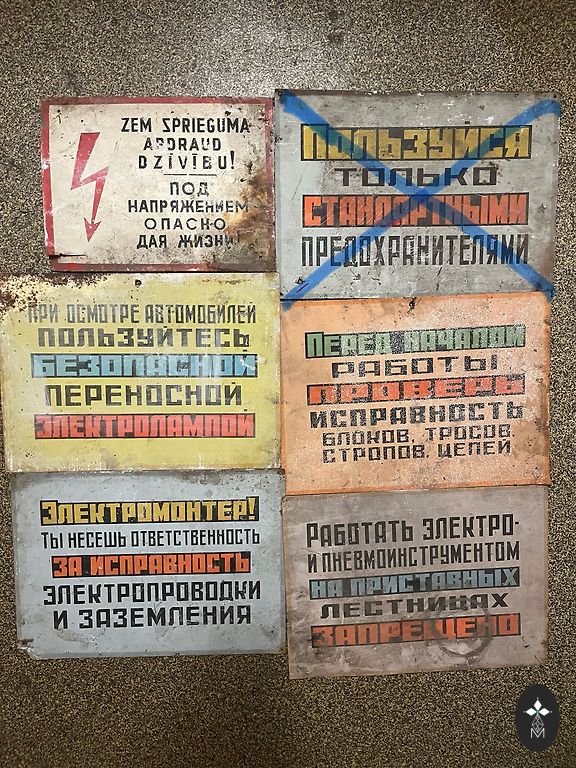 ZEM SPRIEGUMA
APDRAUD
DZĪVĪBU!
ПОД
НАПРЯЖЕНИЕМ
ОПАСНО
ДЛЯ ЖИЗНИ!
ПОЛЬЗУЙСЯ
ТОЛЬКО
СТАНДАРТНЫМИ
ПРЕДОХРАНИТЕЛЯМИ
ПРИ ОСМОТРЕ АВТОМОБИЛЕЙ
ПОЛЬЗУЙТЕСЬ
БЕЗОПАСНОЙ
ПЕРЕНОСНОЙ
ЭЛЕКТРОЛАМПОЙ
ПЕРЕД НАЧАЛОМ
РАБОТЫ
ПРОВЕРЬ
ИСПРАВНОСТЬ
БЛОКОВ, ТРОСОВ,
СТРОПОВ, ЦЕПЕЙ
ЭЛЕКТРОМОНТЕР!
ТЫ НЕСЕШЬ ОТВЕТСТВЕННОСТЬ
ЗА ИСПРАВНОСТЬ
ЭЛЕКТРОПРОВОДКИ
И ЗАЗЕМЛЕНИЯ
РАБОТАТЬ ЭЛЕКТРО-
И ПНЕВМОИНСТРУМЕНТОМ
НА ПРИСТАВНЫХ
ЛЕСТНИЦАХ
ЗАПРЕЩЕНО
M